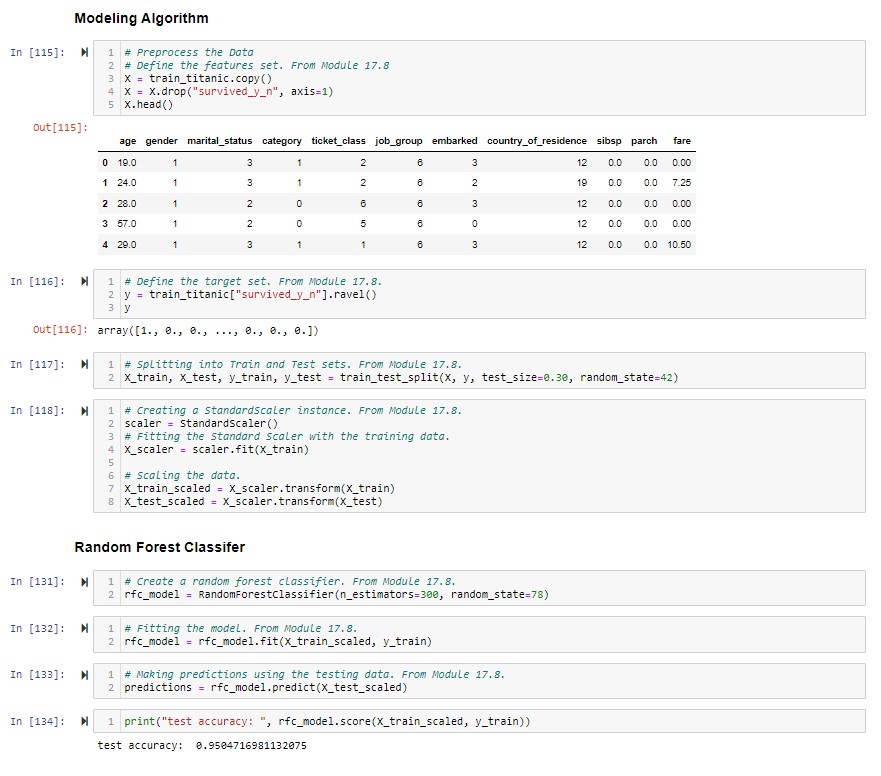 Modeling Algorithm
In [115]:
1 # Preprocess the Data
2 # Define the features set. From Module 17.8
3 X = train_titanic.copy()
4 X = X.drop("survived_y_n", axis=1)
5 X.head()
Out[115]:
age gender marital_status category ticket_class job_group embarked country_of_residence sibsp parch fare
0 19.0 1 3 1 2 6 3 12 0.0 0.0 0.00
1 24.0 1 3 1 2 6 2 19 0.0 0.0 7.25
2 28.0 1 2 0 6 6 3 12 0.0 0.0 0.00
3 57.0 1 2 0 5 6 0 12 0.0 0.0 0.00
4 29.0 1 3 1 1 6 3 12 0.0 0.0 10.50
In [116]:
1 # Define the target set. From Module 17.8.
2 y = train_titanic["survived_y_n"].ravel()
3 y
Out[116]: array([1., 0., 0., ..., 0., 0., 0.])
In [117]:
1 # Splitting into Train and Test sets. From Module 17.8.
2 X_train, X_test, y_train, y_test = train_test_split(X, y, test_size=0.30, random_state=42)
In [118]:
1 # Creating a StandardScaler instance. From Module 17.8.
2 scaler = StandardScaler()
3 # Fitting the Standard Scaler with the training data.
4 X_scaler = scaler.fit(X_train)
5
6 # Scaling the data.
7 X_train_scaled = X_scaler.transform(X_train)
8 X_test_scaled = X_scaler.transform(X_test)
Random Forest Classifer
In [131]:
1 # Create a random forest classifier. From Module 17.8.
2 rfc_model = RandomForestClassifier(n_estimators=300, random_state=78)
In [132]:
1 # Fitting the model. From Module 17.8.
2 rfc_model = rfc_model.fit(X_train_scaled, y_train)
In [133]:
1 # Making predictions using the testing data. From Module 17.8.
2 predictions = rfc_model.predict(X_test_scaled)
In [134]:
1 print("test accuracy: ", rfc_model.score(X_train_scaled, y_train))
test accuracy:  0.9504716981132075